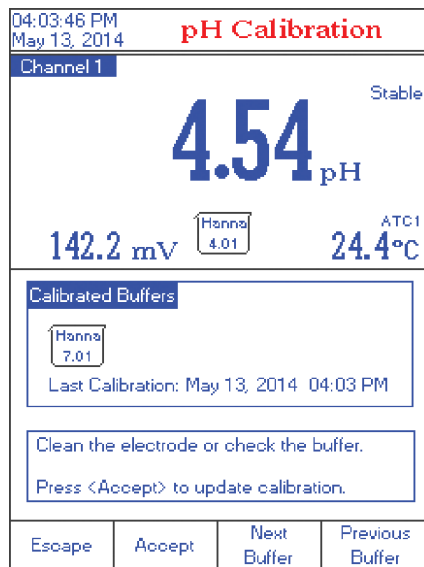 04:03:46 PM
May 13, 2014
pH Calibration
Channel 1
Stable
4.54 pH
142.2 mV
Hanna
4.01
ATC1
24.4°C
Calibrated Buffers
Hanna
7.01
Last Calibration: May 13, 2014 04:03 PM
Clean the electrode or check the buffer.
Press <Accept> to update calibration.
Escape
Accept
Next
Buffer
Previous
Buffer